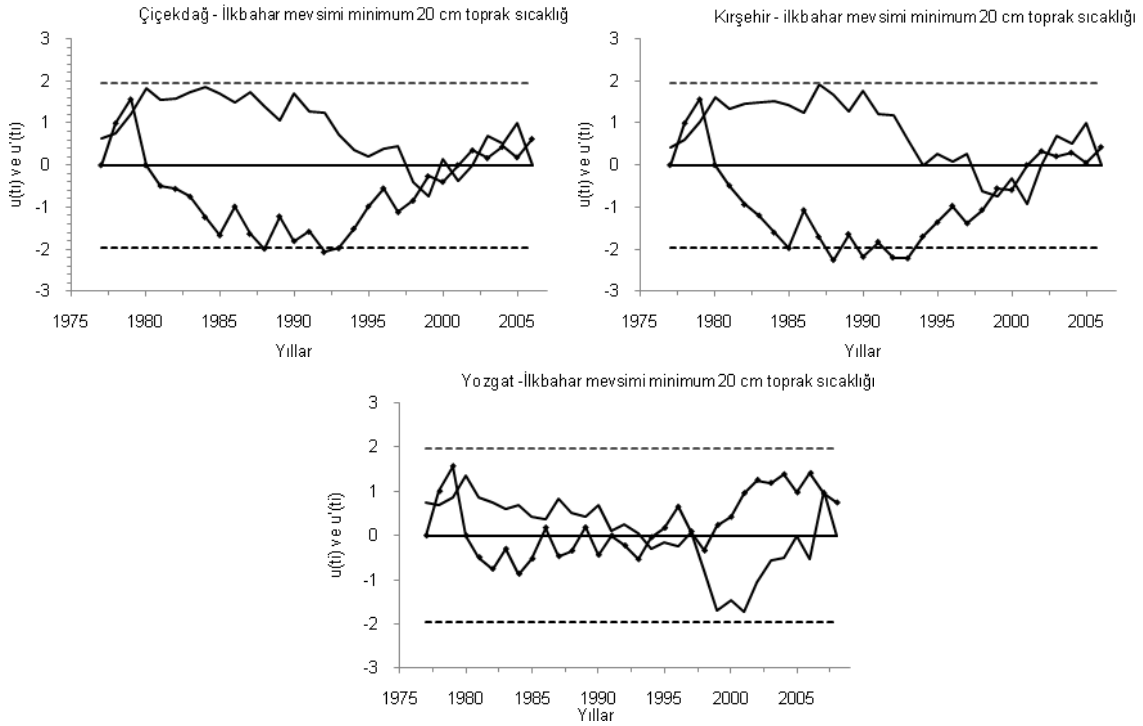 Çiçekdağ - İlkbahar mevsimi minimum 20 cm toprak sıcaklığ
3
2
1
0
-1
-2
-3
u(ti) ve u'(ti)
1975 1980 1985 1990 1995 2000 2005
Yıllar
Kırşehir - ilkbahar mevsimi minimum 20 cm toprak sıcaklığı
3
2
1
0
-1
-2
-3
u(ti) ve u'(ti)
1975 1980 1985 1990 1995 2000 2005
Yıllar
Yozgat -İlkbahar mevsimi minimum 20 cm toprak sıcaklığı
3
2
1
0
-1
-2
-3
u(ti) ve u'(ti)
1975 1980 1985 1990 1995 2000 2005
Yıllar